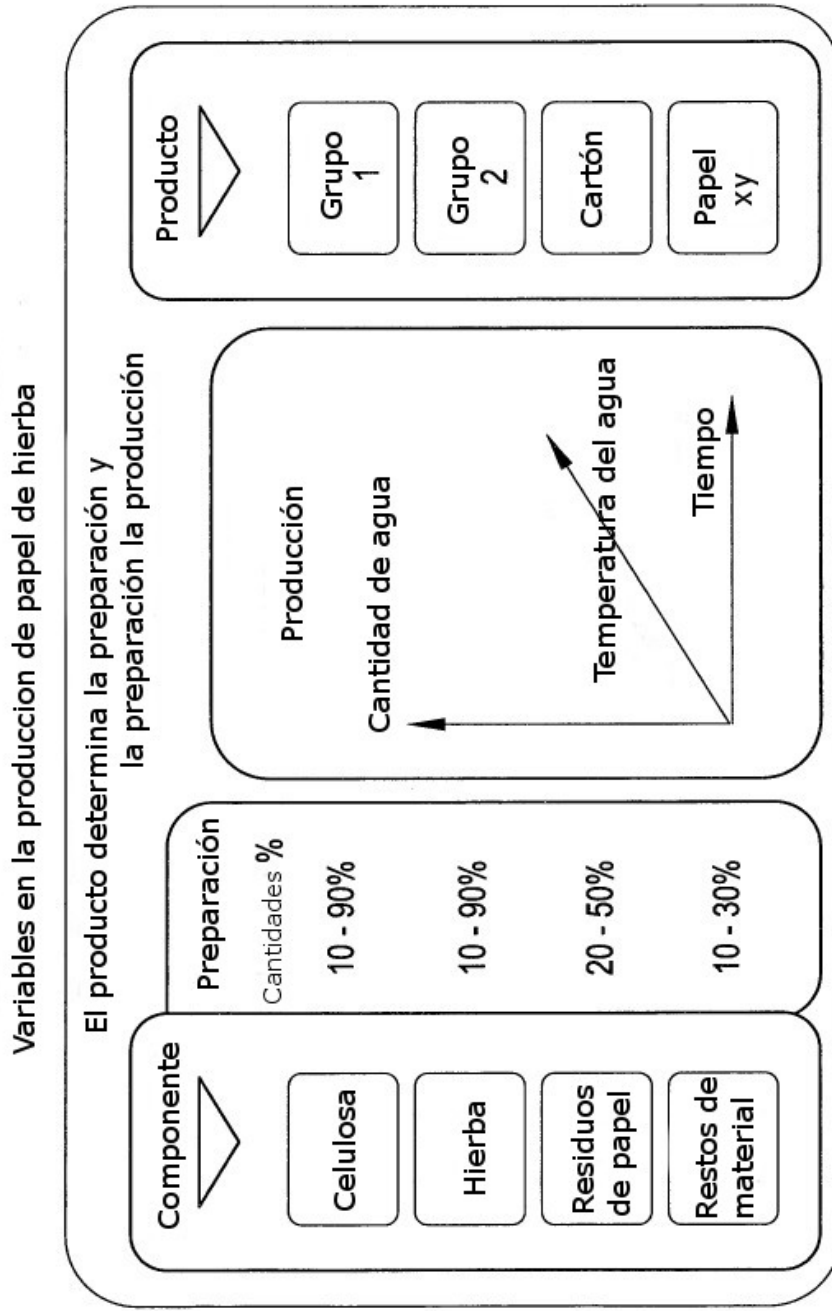 Variables en la produccion de papel de hierba
El producto determina la preparación y
la preparación la producción
Componente
Celulosa
Hierba
Residuos
de papel
Restos de
material
Preparación
Cantidades %
10 - 90%
10 - 90%
20 - 50%
10 - 30%
Producción
Cantidad de agua
Temperatura del agua
Tiempo
Producto
Grupo
1
Grupo
2
Cartón
Papel
xy